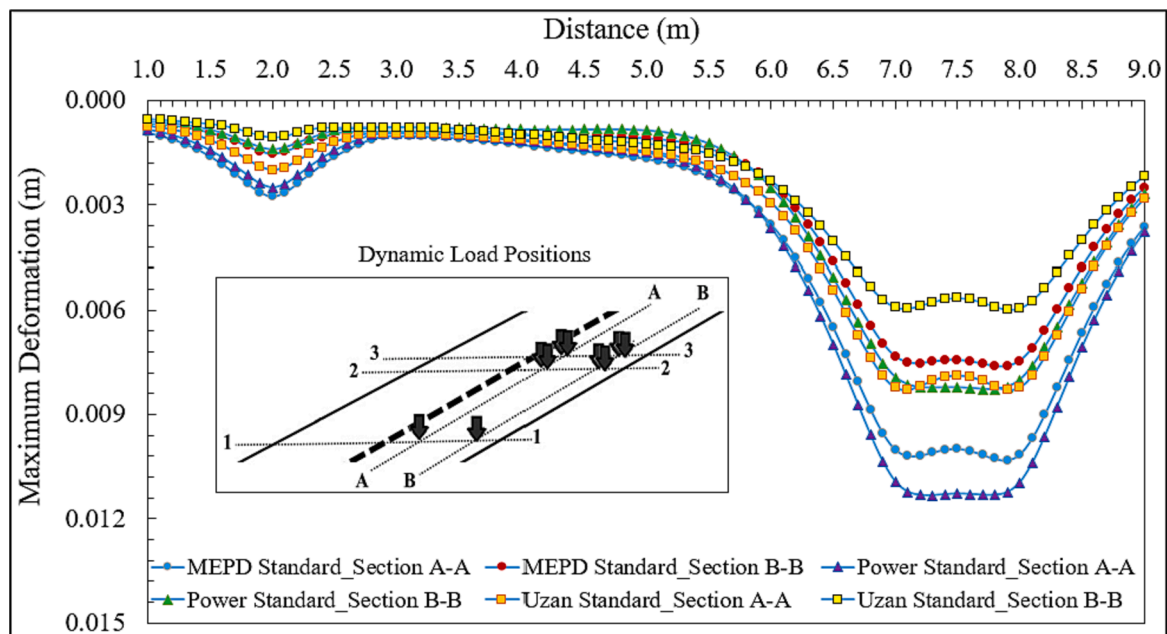 Distance (m)
1.0 1.5 2.0 2.5 3.0 3.5 4.0 4.5 5.0 5.5 6.0 6.5 7.0 7.5 8.0 8.5 9.0
0.000
0.003
0.006
0.009
0.012
0.015
Maximum Deformation (m)
Dynamic Load Positions
A B
3 3
2 2
1 1
A B
MEPD Standard_Section A-A MEPD Standard_Section B-B Power Standard_Section A-A
Power Standard_Section B-B Uzan Standard_Section A-A Uzan Standard_Section B-B